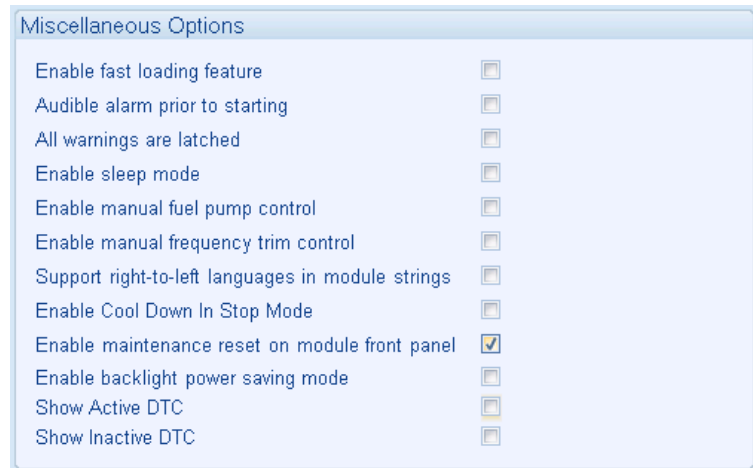 Miscellaneous Options
Enable fast loading feature
Audible alarm prior to starting
All warnings are latched
Enable sleep mode
Enable manual fuel pump control
Enable manual frequency trim control
Support right-to-left languages in module strings
Enable Cool Down In Stop Mode
Enable maintenance reset on module front panel
Enable backlight power saving mode
Show Active DTC
Show Inactive DTC